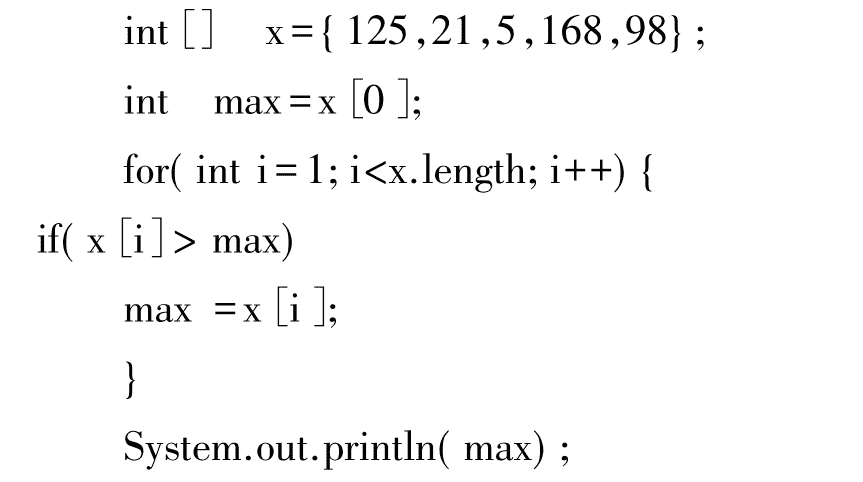 int[] x={125,21,5,168,98};
int max=x[0];
for(int i=1;i<x.length;i++){
if(x[i]>max)
max =x[i];
}
System.out.println(max);